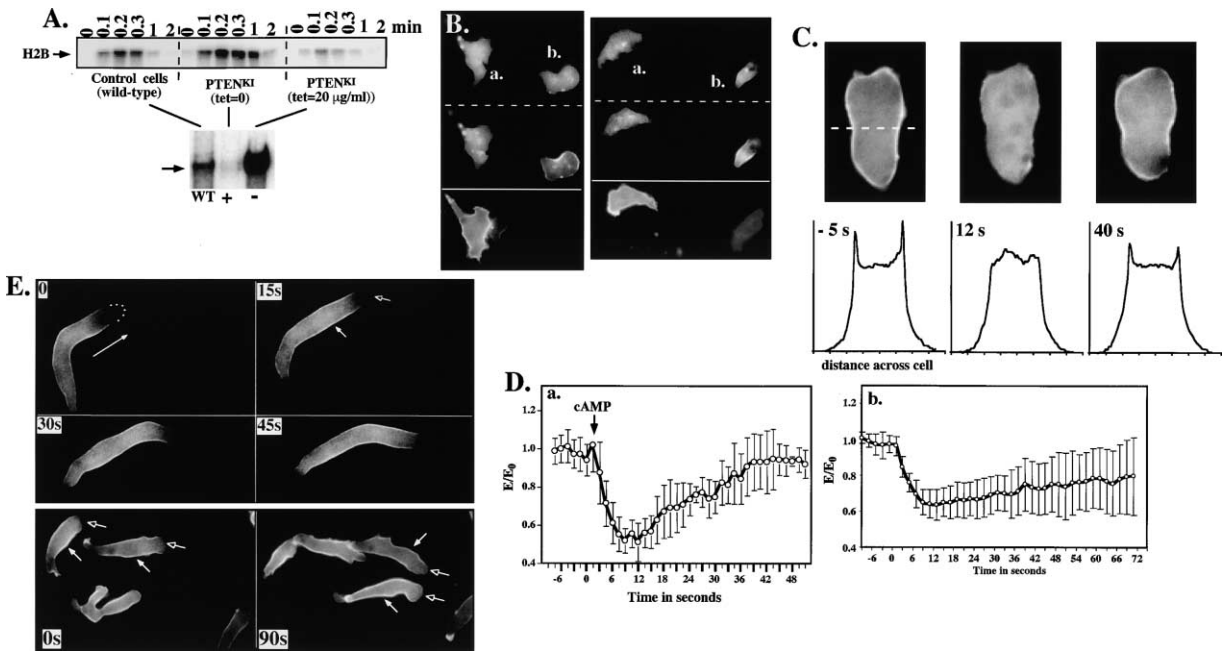 A.
0 0.1 0.2 0.3 1 2 0 0.1 0.2 0.3 1 2 0 0.1 0.2 0.3 1 2 min
H2B
Control cells
(wild-type)
PTENKI
(tet=0)
PTENKI
(tet=20 μg/ml))
WT + -
B.
a.
b.
a.
b.
C.
- 5 s
12 s
40 s
distance across cell
E.
0
15s
30s
45s
0s
90s
D.
a.
cAMP
E/E0
1.2
1.0
0.8
0.6
0.4
-6 0 6 12 18 24 30 36 42 48
Time in seconds
b.
E/E0
1.2
1.0
0.8
0.6
0.4
-6 0 6 12 18 24 30 36 42 48 54 60 66 72
Time in seconds